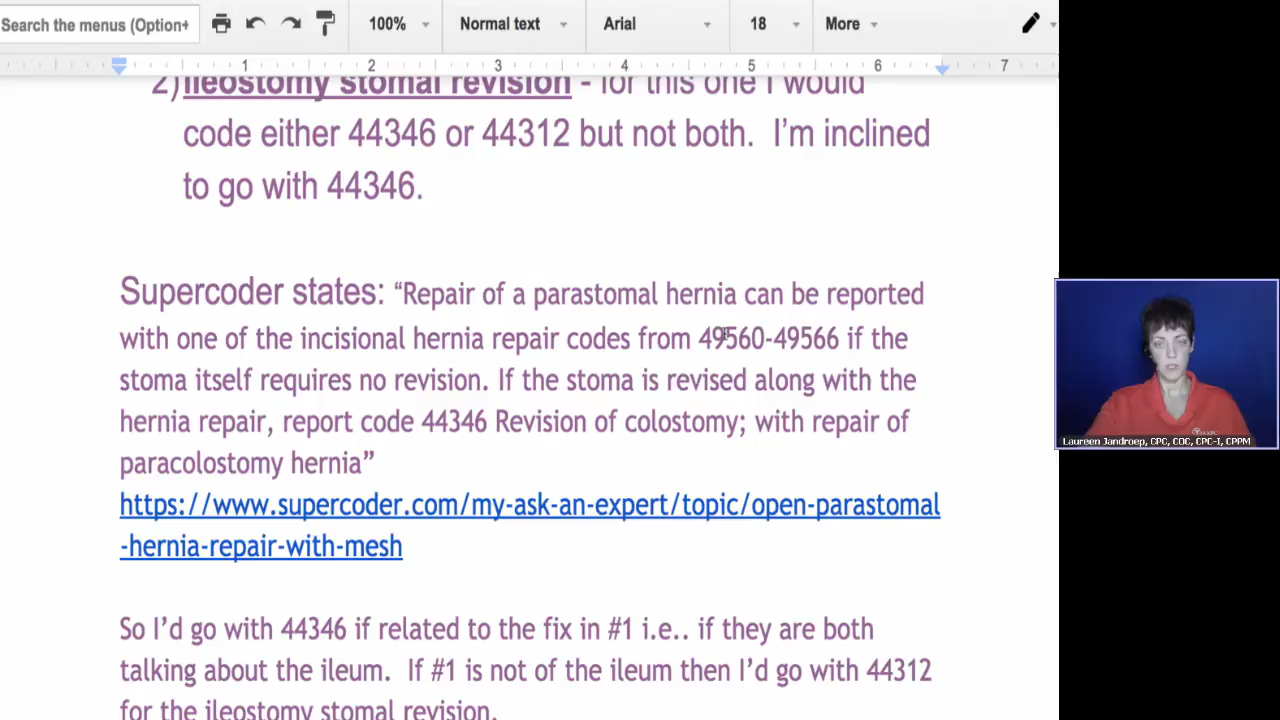 Search the menus (Option+
100%
Normal text
Arial
18
More
1 2 3 4 5 6 7
2) Ileostomy stomal revision - for this one I would
code either 44346 or 44312 but not both. I'm inclined
to go with 44346.
Supercoder states: “Repair of a parastomal hernia can be reported
with one of the incisional hernia repair codes from 49560-49566 if the
stoma itself requires no revision. If the stoma is revised along with the
hernia repair, report code 44346 Revision of colostomy; with repair of
paracolostomy hernia”
https://www.supercoder.com/my-ask-an-expert/topic/open-parastomal
-hernia-repair-with-mesh
So I'd go with 44346 if related to the fix in #1 i.e.. if they are both
talking about the ileum. If #1 is not of the ileum then I'd go with 44312
for the ileostomy stomal revision.
Laureen Jandroep, CPC, COC, CPC-I, CPPM